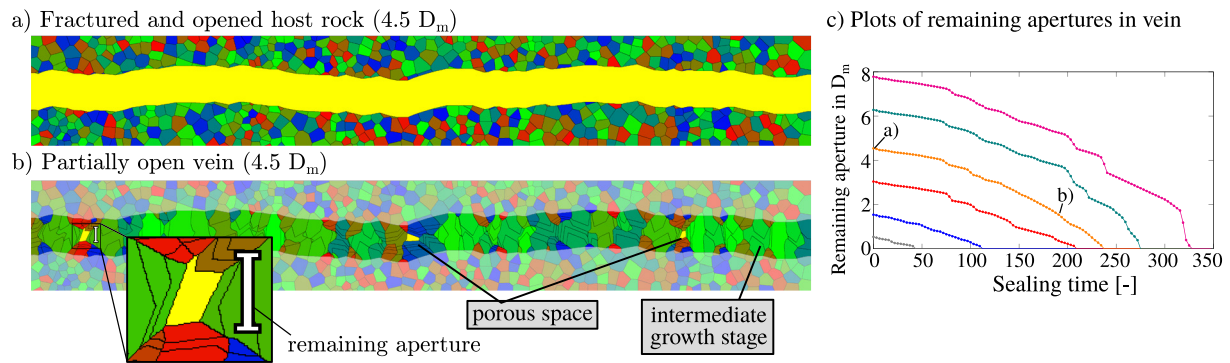 a) Fractured and opened host rock (4.5 Dm)
b) Partially open vein (4.5 Dm)
remaining aperture
porous space
intermediate
growth stage
c) Plots of remaining apertures in vein
Remaining aperture in Dm
8
6
4
2
0
a)
b)
0 50 100 150 200 250 300 350
Sealing time [-]